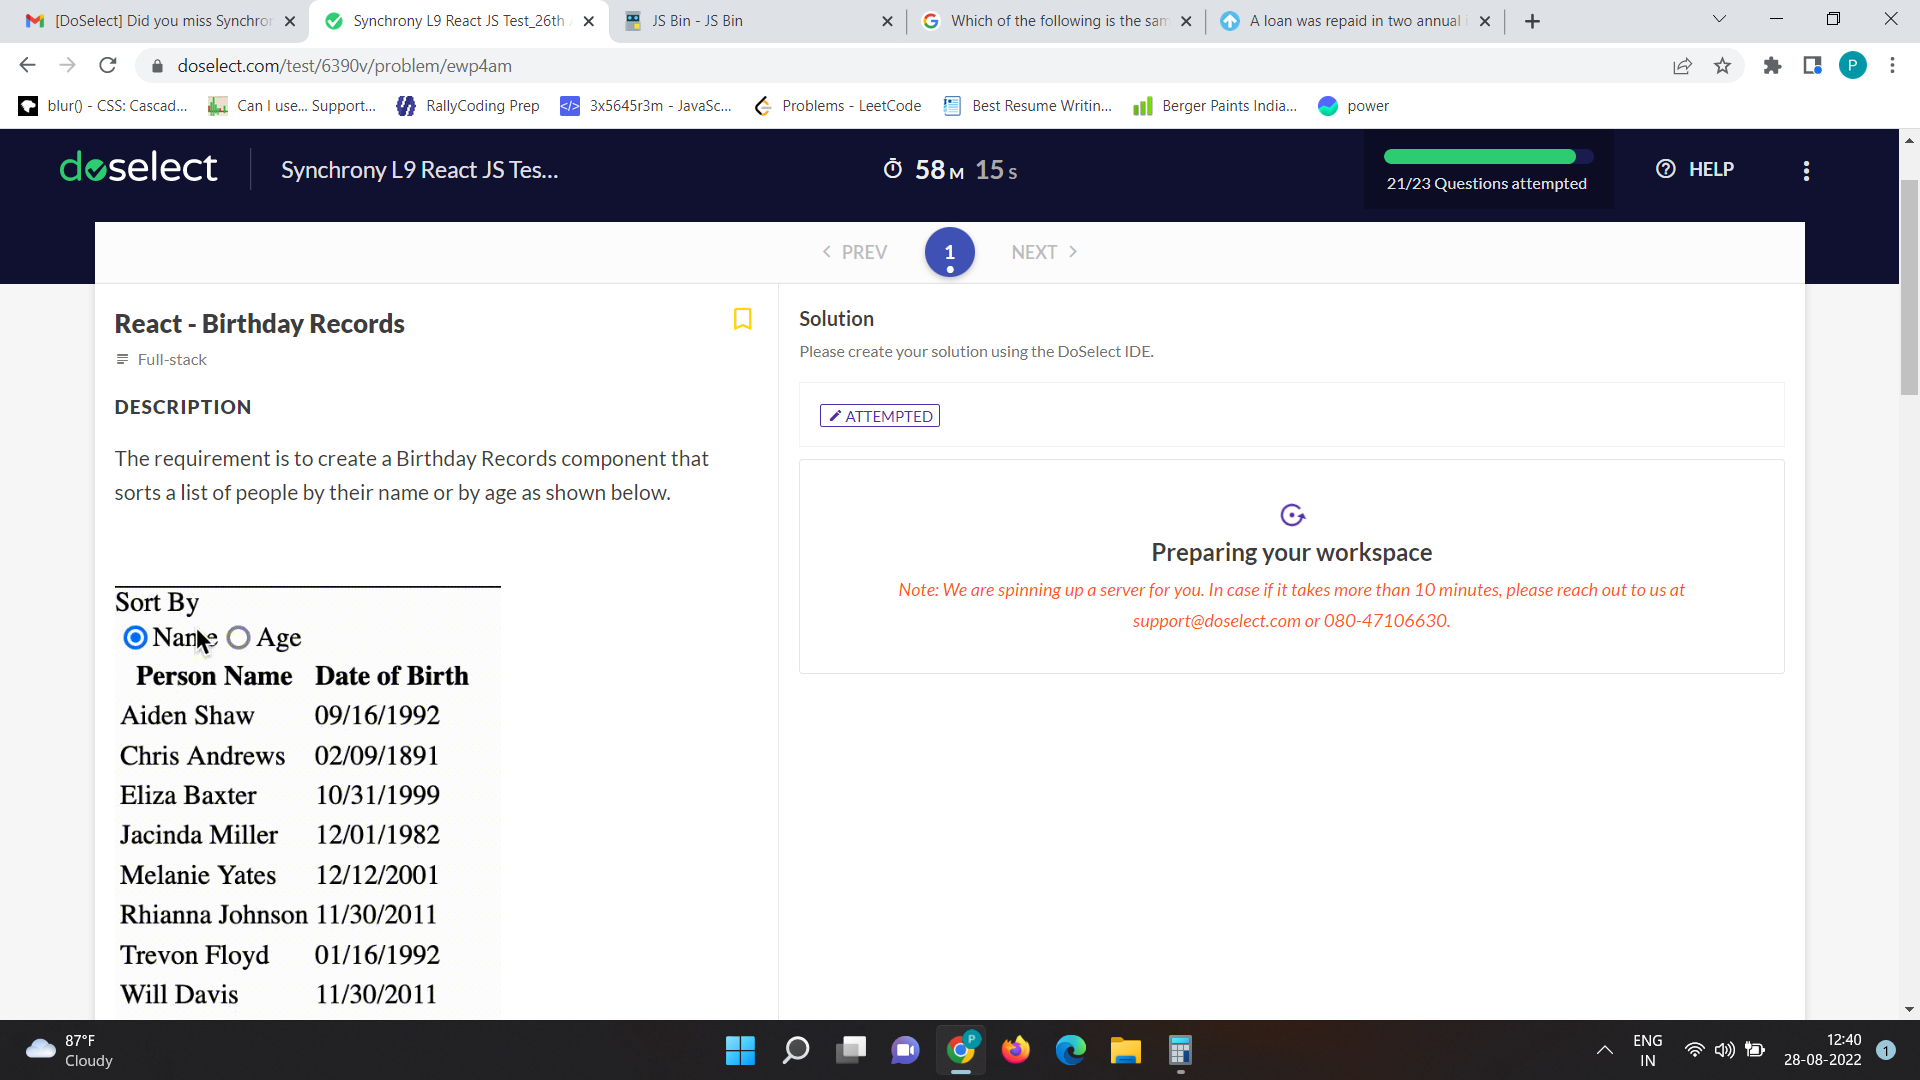 [DoSelect] Did you miss Synchron
Synchrony L9 React JS Test_26th
JS Bin - JS Bin
Which of the following is the sam
A loan was repaid in two annual i
doselect.com/test/6390v/problem/ewp4am
P
blur() - CSS: Cascad...
Can I use... Support...
RallyCoding Prep
3x5645r3m - JavaSc...
Problems - LeetCode
Best Resume Writin...
Berger Paints India...
power
doselect
Synchrony L9 React JS Tes...
58 M 15 S
21/23 Questions attempted
HELP
PREV
1
NEXT
React - Birthday Records
Full-stack
DESCRIPTION
The requirement is to create a Birthday Records component that
sorts a list of people by their name or by age as shown below.
Sort By
Name Age
Person Name Date of Birth
Aiden Shaw 09/16/1992
Chris Andrews 02/09/1891
Eliza Baxter 10/31/1999
Jacinda Miller 12/01/1982
Melanie Yates 12/12/2001
Rhianna Johnson 11/30/2011
Trevon Floyd 01/16/1992
Will Davis 11/30/2011
Solution
Please create your solution using the DoSelect IDE.
ATTEMPTED
Preparing your workspace
Note: We are spinning up a server for you. In case if it takes more than 10 minutes, please reach out to us at
support@doselect.com or 080-47106630.
87°F
Cloudy
P
ENG
IN
12:40
28-08-2022
1